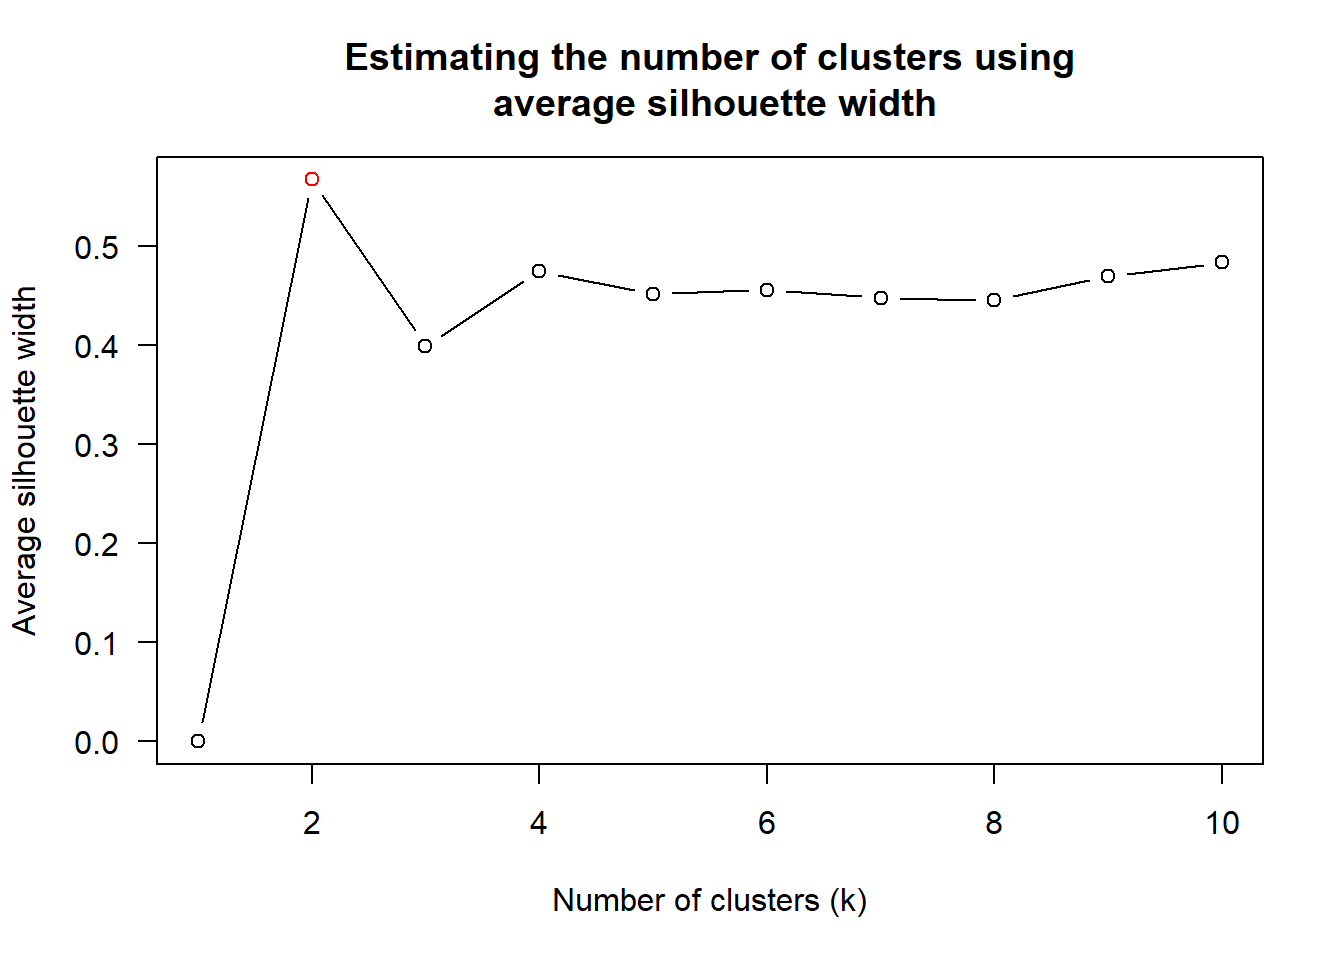 Estimating the number of clusters using
average silhouette width
Average silhouette width
0.5
0.4
0.3
0.2
0.1
0.0
2 4 6 8 10
Number of clusters (k)